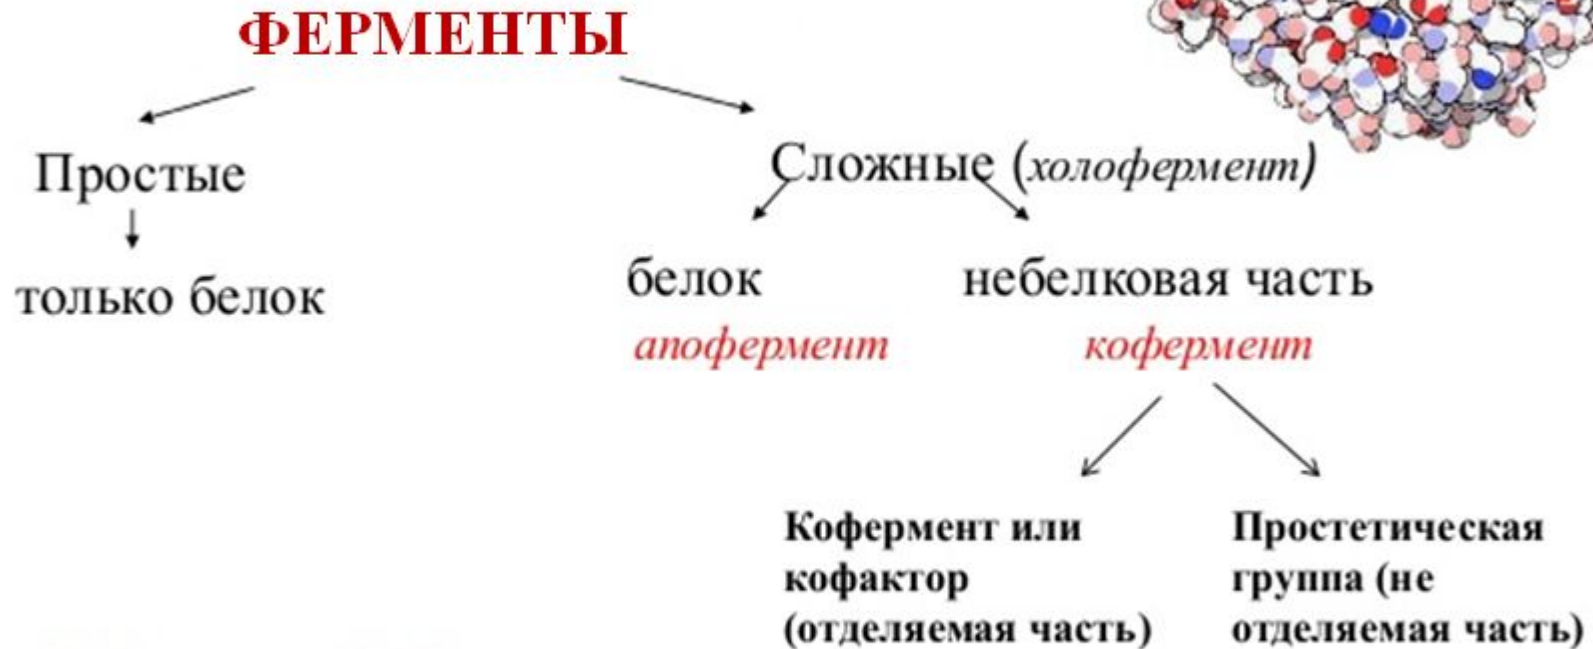 ФЕРМЕНТЫ
Простые
только белок
Сложные (холофермент)
белок
апофермент
небелковая часть
кофермент
Кофермент или
кофактор
(отделяемая часть)
Простетическая
группа (не
отделяемая часть)